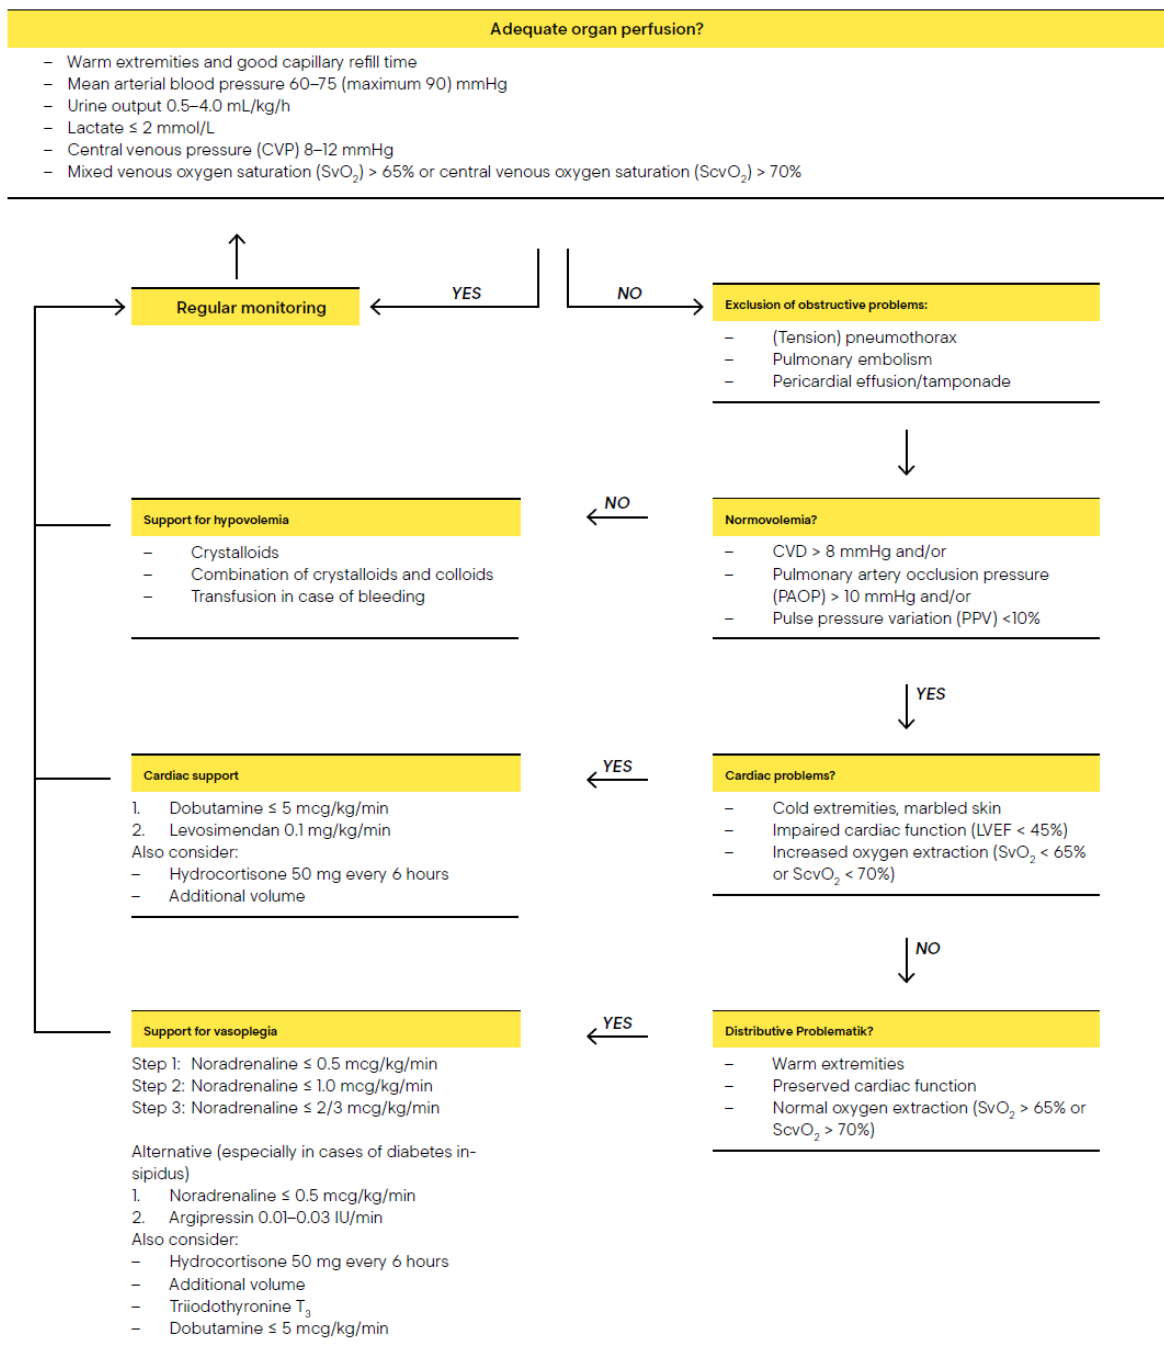 Adequate organ perfusion?
– Warm extremities and good capillary refill time
– Mean arterial blood pressure 60–75 (maximum 90) mmHg
– Urine output 0.5–4.0 mL/kg/h
– Lactate ≤ 2 mmol/L
– Central venous pressure (CVP) 8–12 mmHg
– Mixed venous oxygen saturation (SvO₂) > 65% or central venous oxygen saturation (ScvO₂) > 70%
Regular monitoring
YES
NO
Exclusion of obstructive problems:
– (Tension) pneumothorax
– Pulmonary embolism
– Pericardial effusion/tamponade
Support for hypovolemia
– Crystalloids
– Combination of crystalloids and colloids
– Transfusion in case of bleeding
NO
Normovolemia?
– CVD > 8 mmHg and/or
– Pulmonary artery occlusion pressure
(PAOP) > 10 mmHg and/or
– Pulse pressure variation (PPV) <10%
YES
Cardiac support
1. Dobutamine ≤ 5 mcg/kg/min
2. Levosimendan 0.1 mg/kg/min
Also consider:
– Hydrocortisone 50 mg every 6 hours
– Additional volume
YES
Cardiac problems?
– Cold extremities, marbled skin
– Impaired cardiac function (LVEF < 45%)
– Increased oxygen extraction (SvO₂ < 65%
or ScvO₂ < 70%)
NO
Support for vasoplegia
Step 1: Noradrenaline ≤ 0.5 mcg/kg/min
Step 2: Noradrenaline ≤ 1.0 mcg/kg/min
Step 3: Noradrenaline ≤ 2/3 mcg/kg/min
Alternative (especially in cases of diabetes in-
sipidus)
1. Noradrenaline ≤ 0.5 mcg/kg/min
2. Argipressin 0.01–0.03 IU/min
Also consider:
– Hydrocortisone 50 mg every 6 hours
– Additional volume
– Triiodothyronine T₃
– Dobutamine ≤ 5 mcg/kg/min
YES
Distributive Problematik?
– Warm extremities
– Preserved cardiac function
– Normal oxygen extraction (SvO₂ > 65% or
ScvO₂ > 70%)